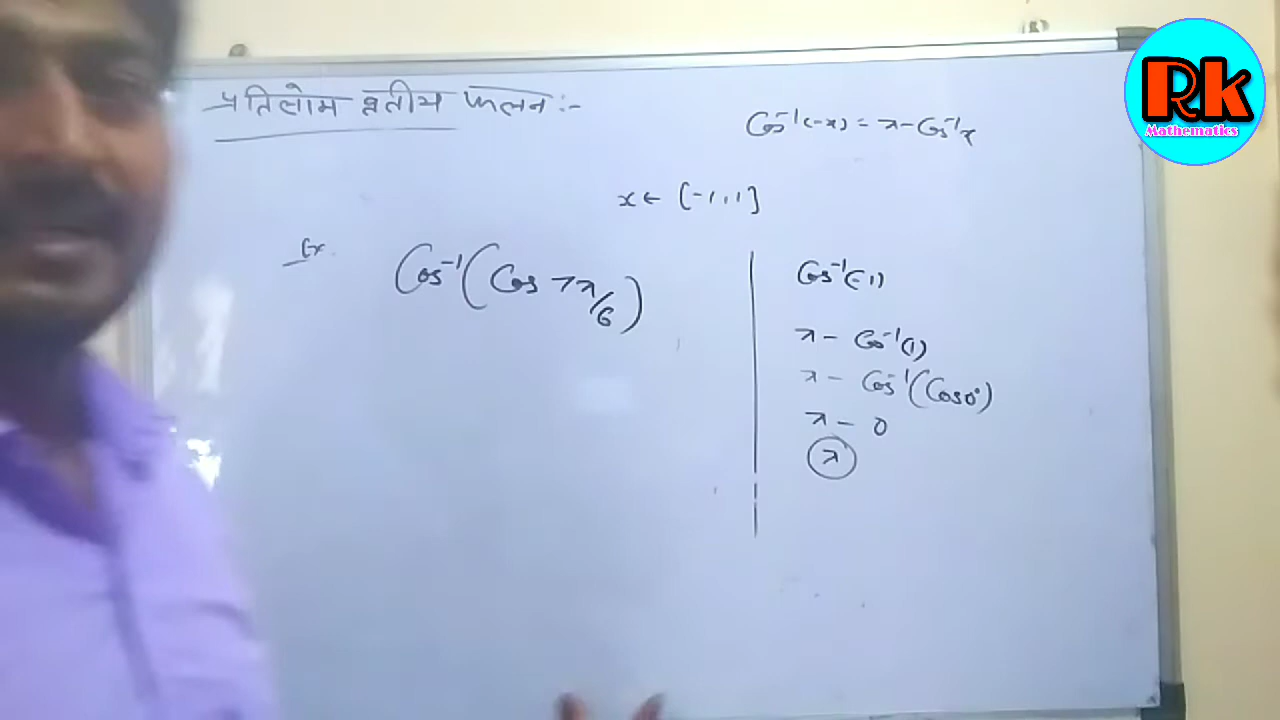 प्रतिलोम वृतीय फलन:-
Cos⁻¹(-x) = π - Cos⁻¹x
x ∈ [-1, 1]
Ex.
Cos⁻¹(Cos 7π/6)
Cos⁻¹(-1)
π - Cos⁻¹(1)
π - Cos⁻¹(Cos0°)
π - 0
π
Rk
Mathematics